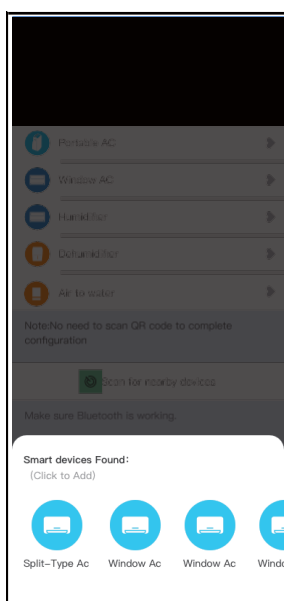 Portable AC
Window AC
Humidifier
Dehumidifier
Air to water
Note:No need to scan QR code to complete
configuration
Scan for nearby devices
Make sure Bluetooth is working.
Smart devices Found:
(Click to Add)
Split-Type Ac Window Ac Window Ac Windo